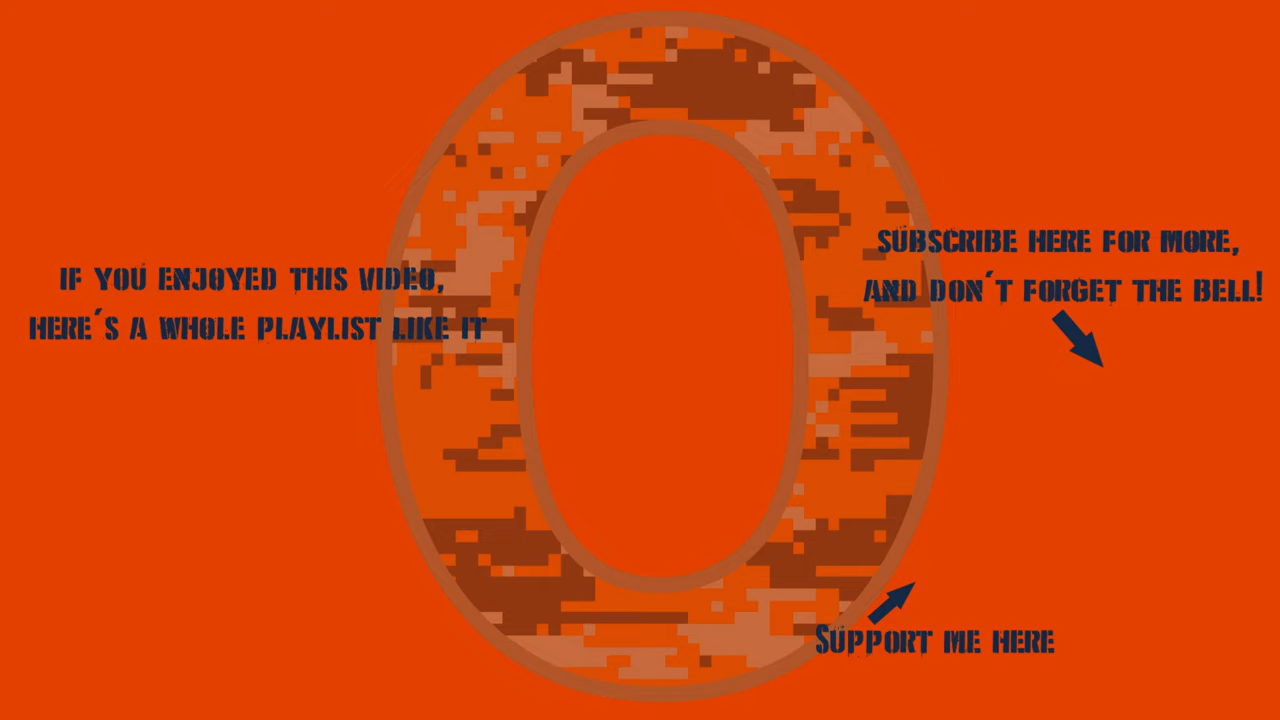 IF YOU ENJOYED THIS VIDEO,
HERE´S A WHOLE PLAYLIST LIKE IT
SUBSCRIBE HERE FOR MORE,
AND DON´T FORGET THE BELL!
SUPPORT ME HERE
O